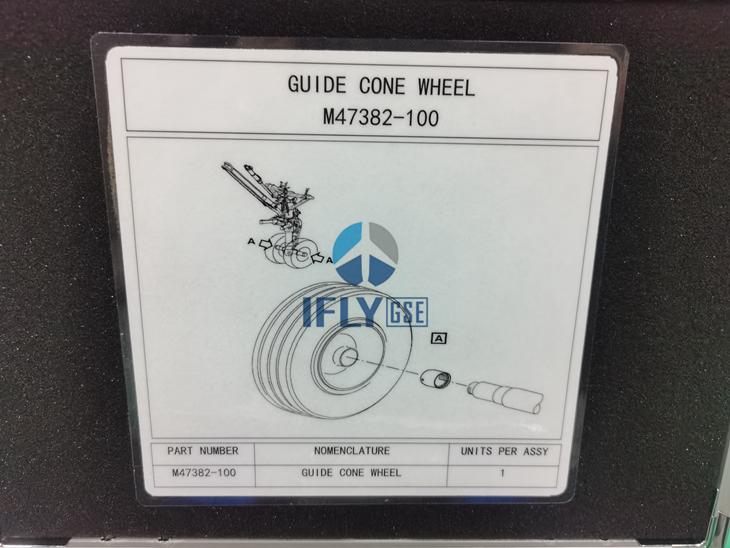 GUIDE CONE WHEEL
M47382-100
A
A
IFLY GSE
A
PART NUMBER NOMENCLATURE UNITS PER ASSY
M47382-100 GUIDE CONE WHEEL 1